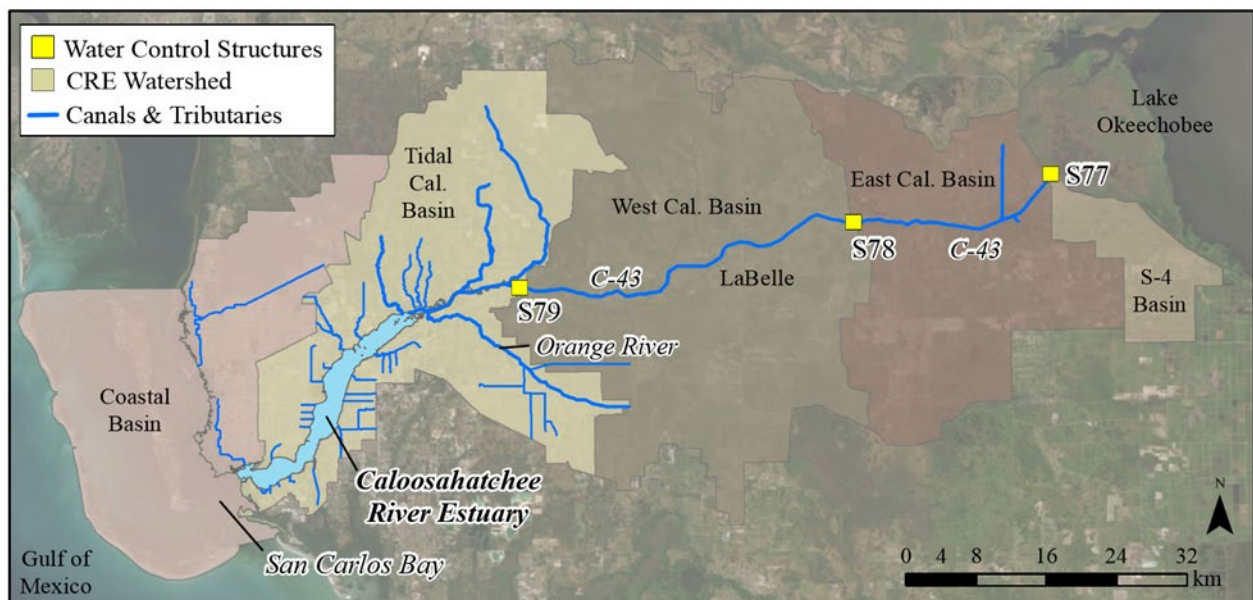 Water Control Structures
CRE Watershed
Canals & Tributaries
Lake
Okeechobee
Tidal
Cal.
Basin
West Cal. Basin
East Cal. Basin
S77
S78
C-43
C-43
LaBelle
S79
S-4
Basin
Orange River
Coastal
Basin
Caloosahatchee
River Estuary
San Carlos Bay
Gulf of
Mexico
N
0 4 8 16 24 32
km